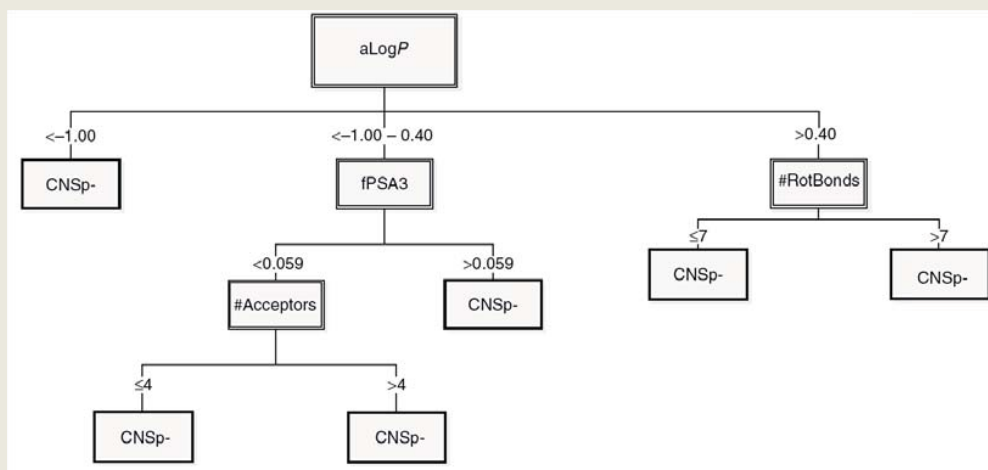 aLogP
<–1.00
<–1.00 – 0.40
>0.40
CNSp-
fPSA3
#RotBonds
≤7
>7
<0.059
>0.059
CNSp-
CNSp-
#Acceptors
CNSp-
≤4
>4
CNSp-
CNSp-